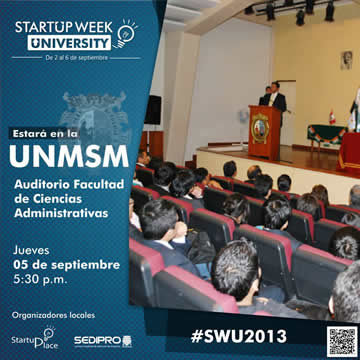 STARTUP WEEK
UNIVERSITY
De 2 al 6 de septiembre
Estará en la
UNMSM
Auditorio Facultad
de Ciencias
Administrativas
Jueves
05 de septiembre
5:30 p.m.
Organizadores locales
StartuPlace
SEDIPRO
#SWU2013